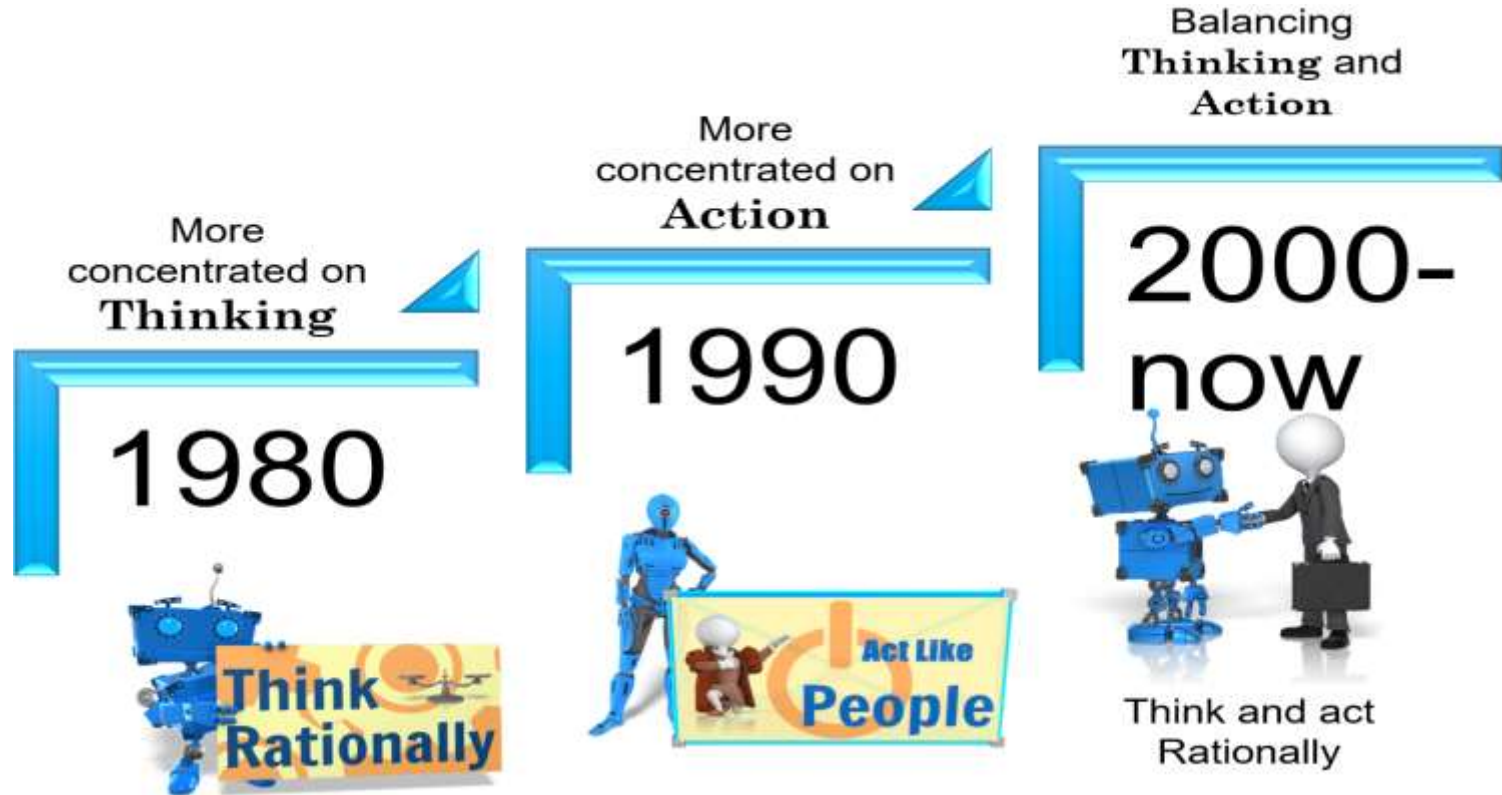 More
concentrated on
Thinking
1980
Think
Rationally
More
concentrated on
Action
1990
Act Like
People
Balancing
Thinking and
Action
2000-
now
Think and act
Rationally